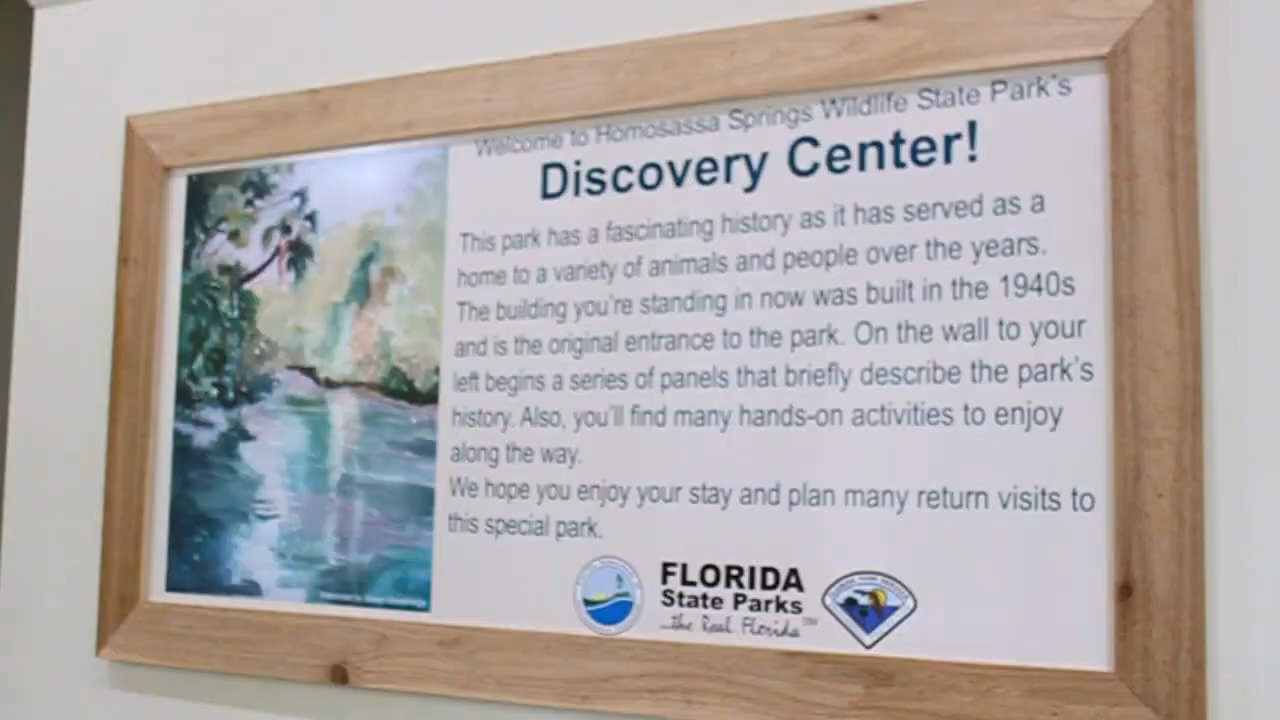 Welcome to Homosassa Springs Wildlife State Park's
Discovery Center!
This park has a fascinating history as it has served as a
home to a variety of animals and people over the years.
The building you're standing in now was built in the 1940s
and is the original entrance to the park. On the wall to your
left begins a series of panels that briefly describe the park's
history. Also, you'll find many hands-on activities to enjoy
along the way.
We hope you enjoy your stay and plan many return visits to
this special park.
FLORIDA
State Parks
...the Real Florida™